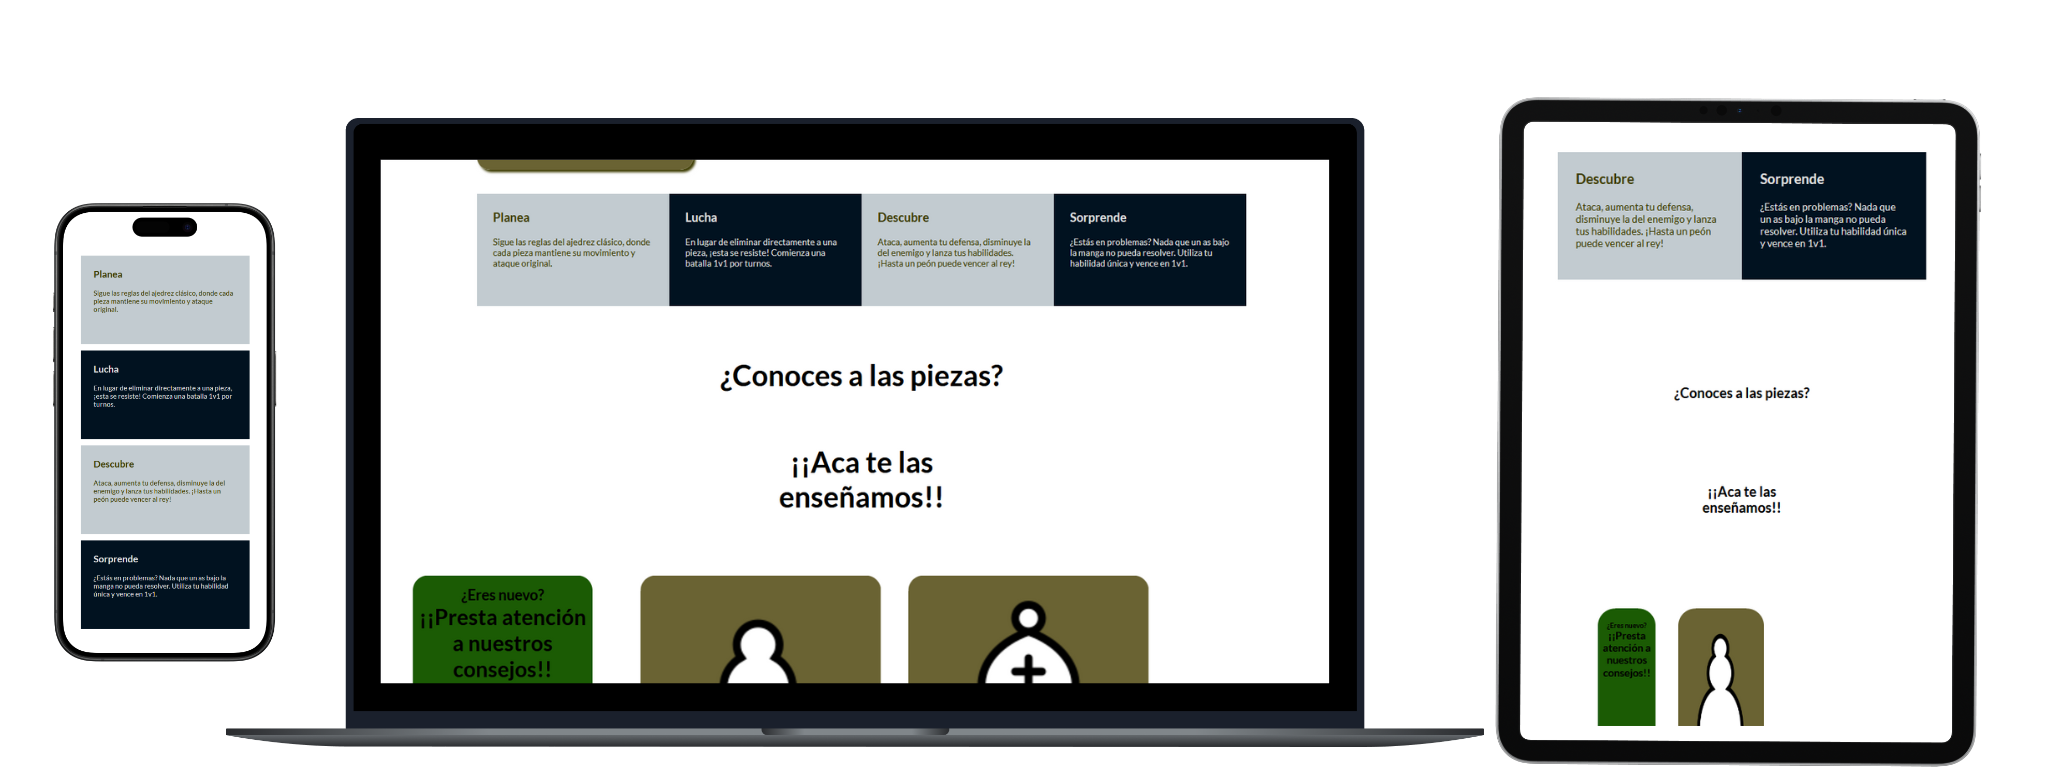 Planea
Sigue las reglas del ajedrez clásico, donde cada
pieza mantiene su movimiento y ataque
original.
Lucha
En lugar de eliminar directamente a una pieza,
¡esta se resiste! Comienza una batalla 1v1 por
turnos.
Descubre
Ataca, aumenta tu defensa, disminuye la del
enemigo y lanza tus habilidades. ¡Hasta un
peón puede vencer al rey!
Sorprende
¿Estás en problemas? Nada que un as bajo la
manga no pueda resolver. Utiliza tu habilidad
única y vence en 1v1.
Planea
Sigue las reglas del ajedrez clásico, donde
cada pieza mantiene su movimiento y
ataque original.
Lucha
En lugar de eliminar directamente a una
pieza, ¡esta se resiste! Comienza una
batalla 1v1 por turnos.
Descubre
Ataca, aumenta tu defensa, disminuye la
del enemigo y lanza tus habilidades.
¡Hasta un peón puede vencer al rey!
Sorprende
¿Estás en problemas? Nada que un as bajo
la manga no pueda resolver. Utiliza tu
habilidad única y vence en 1v1.
¿Conoces a las piezas?
¡¡Aca te las
enseñamos!!
¿Eres nuevo?
¡¡Presta atención
a nuestros
consejos!!
Descubre
Ataca, aumenta tu defensa,
disminuye la del enemigo y lanza
tus habilidades. ¡Hasta un peón
puede vencer al rey!
Sorprende
¿Estás en problemas? Nada que
un as bajo la manga no pueda
resolver. Utiliza tu habilidad única
y vence en 1v1.
¿Conoces a las piezas?
¡¡Aca te las
enseñamos!!
¿Eres nuevo?
¡¡Presta
atención a
nuestros
consejos!!